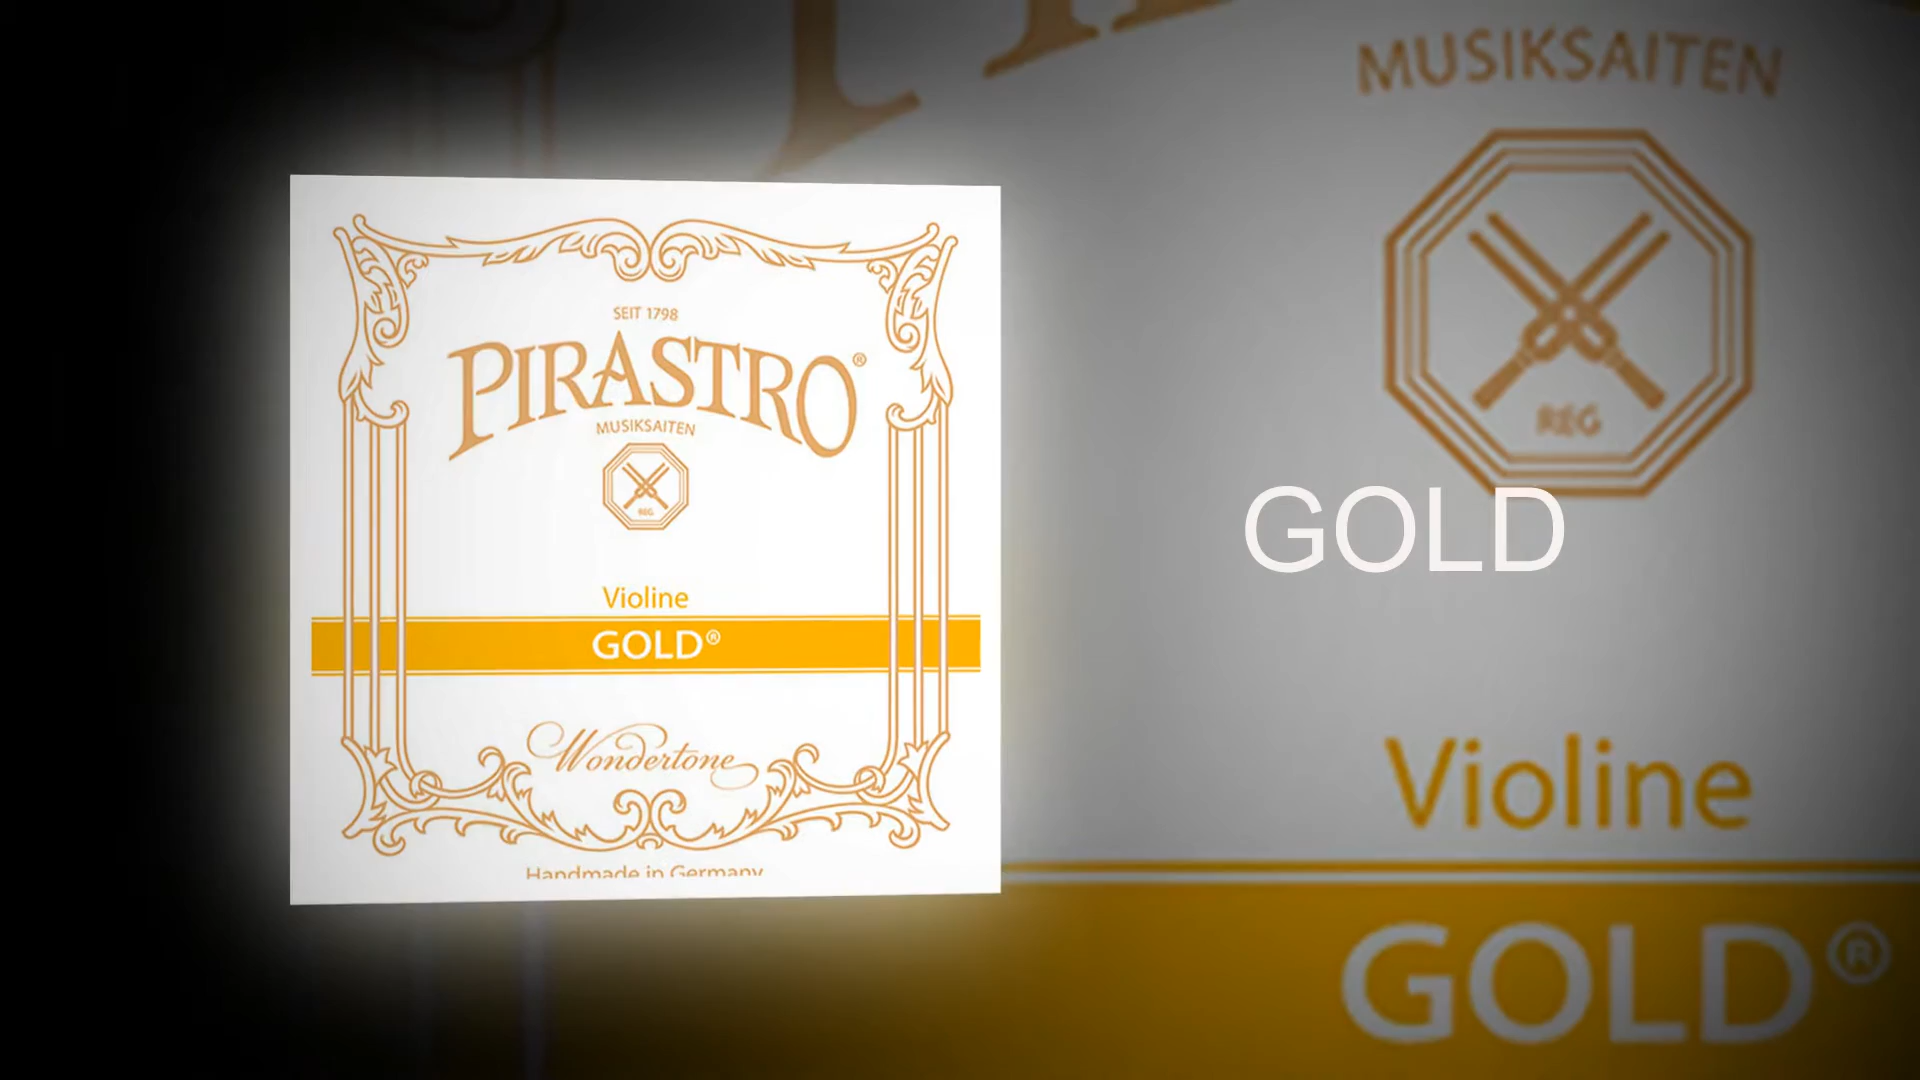 SEIT 1798
PIRASTRO®
MUSIKSAITEN
REG
Violine
GOLD®
Wondertone
Handmade in Germany
MUSIKSAITEN
REG
GOLD
Violine
GOLD®